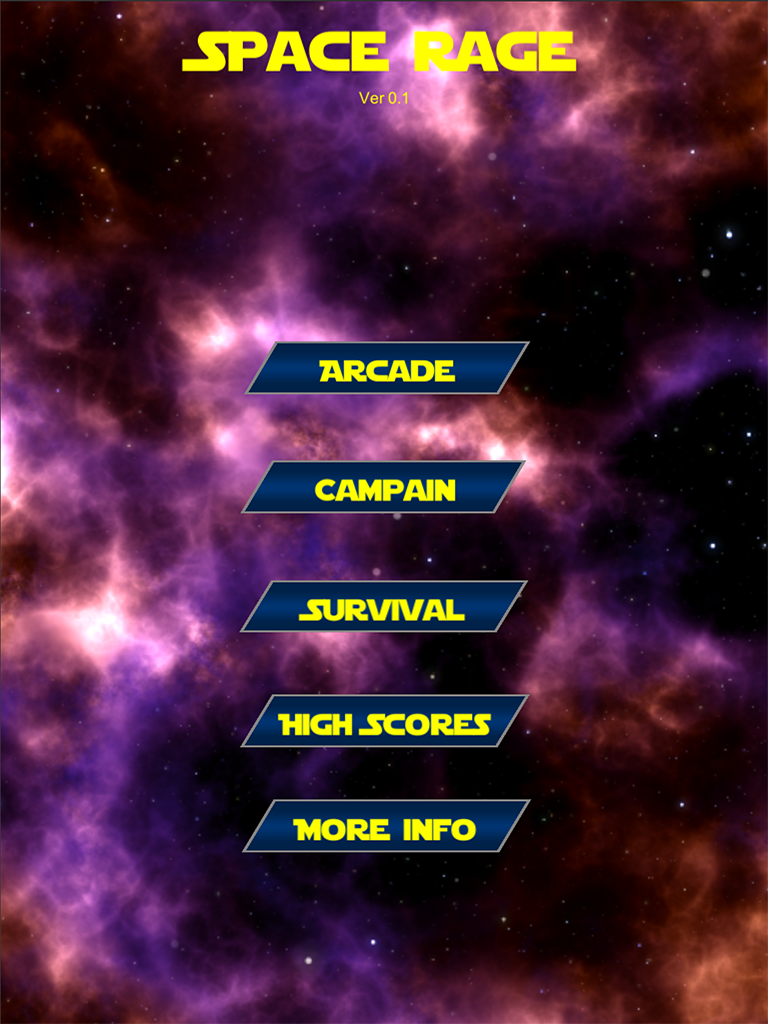 SPACE RAGE
Ver 0.1
ARCADE
CAMPAIN
SURVIVAL
HIGH SCORES
MORE INFO